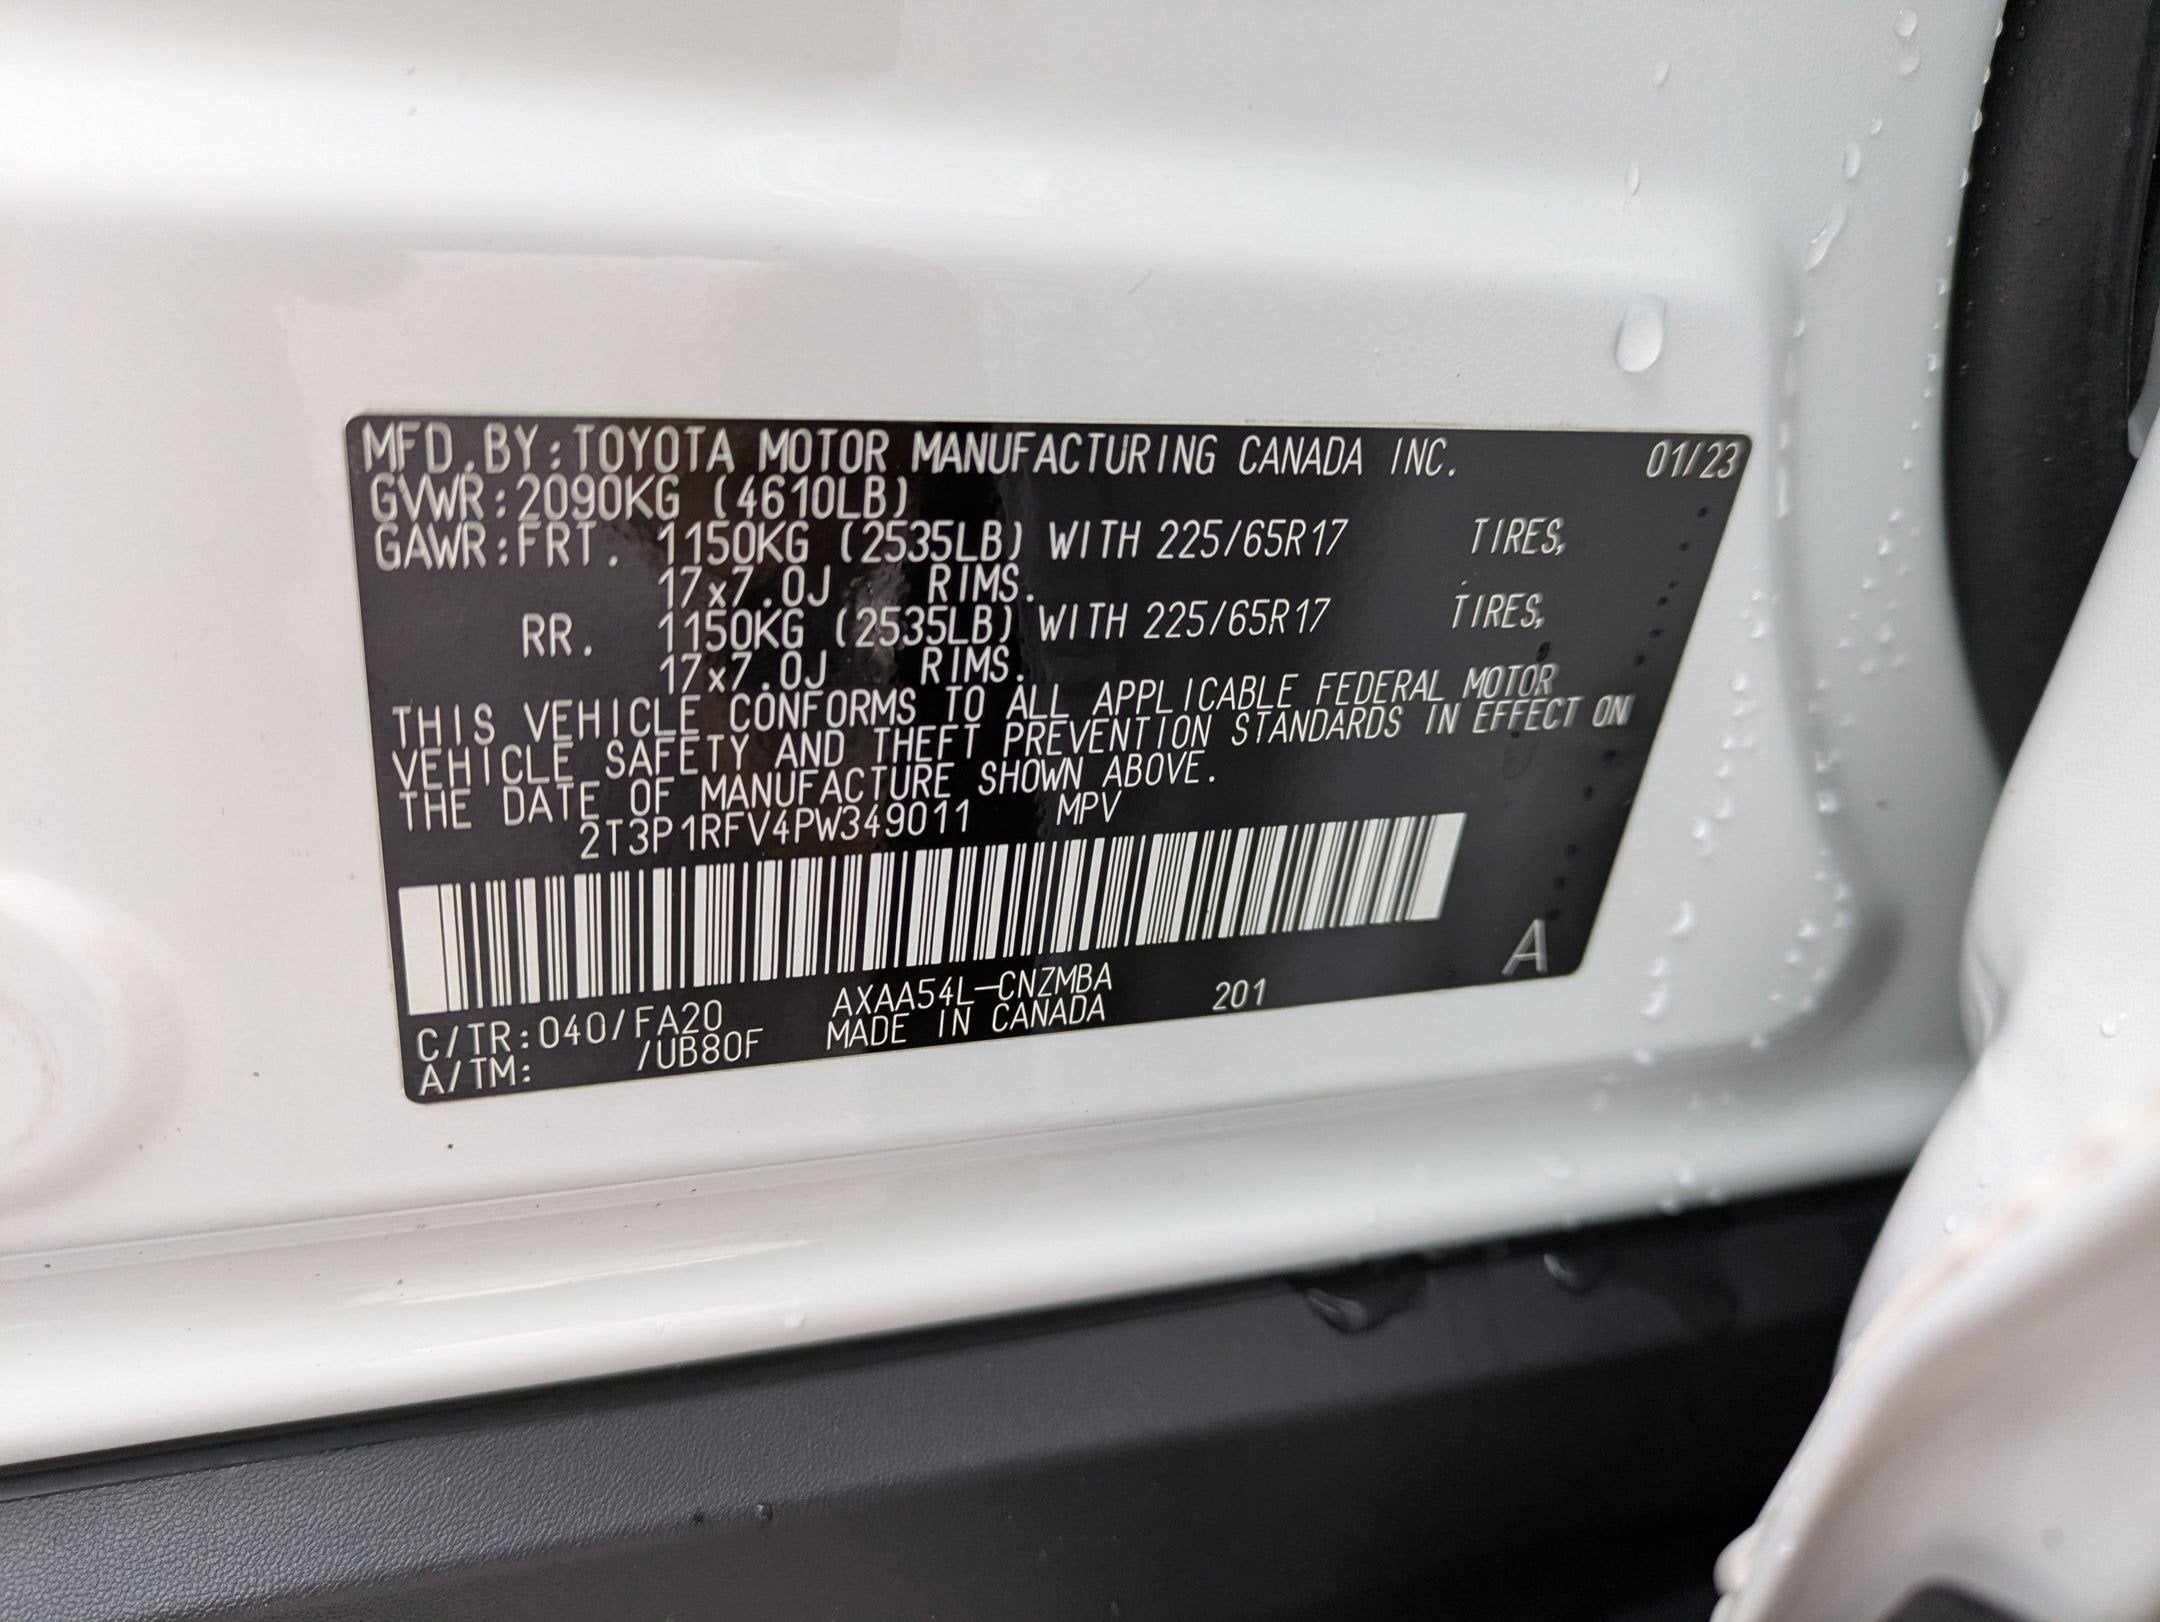 MFD.BY:TOYOTA MOTOR MANUFACTURING CANADA INC. 01/23
GVWR:2090KG (4610LB)
GAWR:FRT. 1150KG (2535LB) WITH 225/65R17 TIRES,
17x7.0J RIMS.
RR. 1150KG (2535LB) WITH 225/65R17 TIRES,
17x7.0J RIMS.
THIS VEHICLE CONFORMS TO ALL APPLICABLE FEDERAL MOTOR
VEHICLE SAFETY AND THEFT PREVENTION STANDARDS IN EFFECT ON
THE DATE OF MANUFACTURE SHOWN ABOVE.
2T3P1RFV4PW349011 MPV
C/TR:040/FA20 AXAA54L-CNZMBA 201 A
A/TM: /UB80F MADE IN CANADA